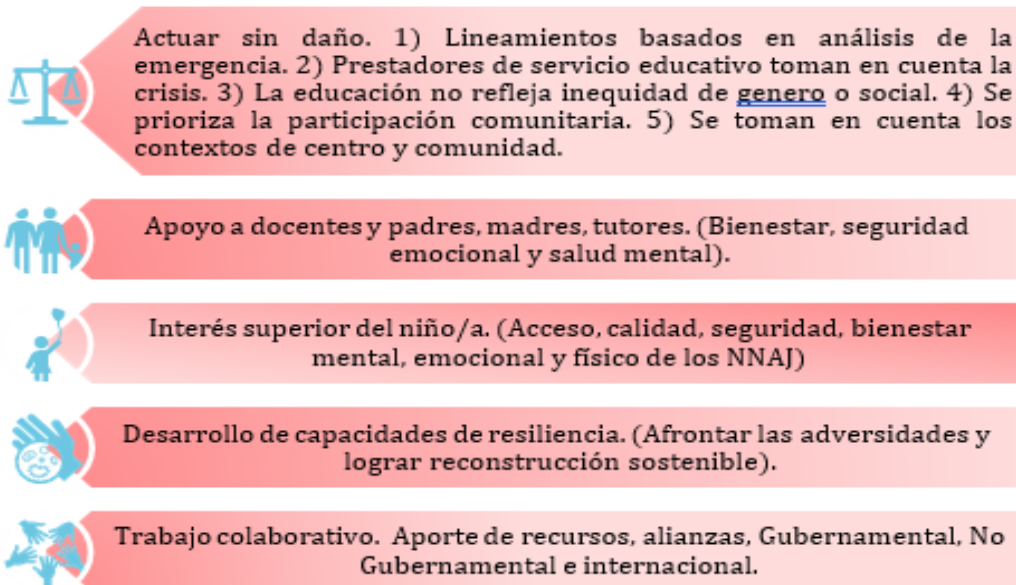 Actuar sin daño. 1) Lineamientos basados en análisis de la
emergencia. 2) Prestadores de servicio educativo toman en cuenta la
crisis. 3) La educación no refleja inequidad de genero o social. 4) Se
prioriza la participación comunitaria. 5) Se toman en cuenta los
contextos de centro y comunidad.
Apoyo a docentes y padres, madres, tutores. (Bienestar, seguridad
emocional y salud mental).
Interés superior del niño/a. (Acceso, calidad, seguridad, bienestar
mental, emocional y físico de los NNAJ)
Desarrollo de capacidades de resiliencia. (Afrontar las adversidades y
lograr reconstrucción sostenible).
Trabajo colaborativo. Aporte de recursos, alianzas, Gubernamental, No
Gubernamental e internacional.